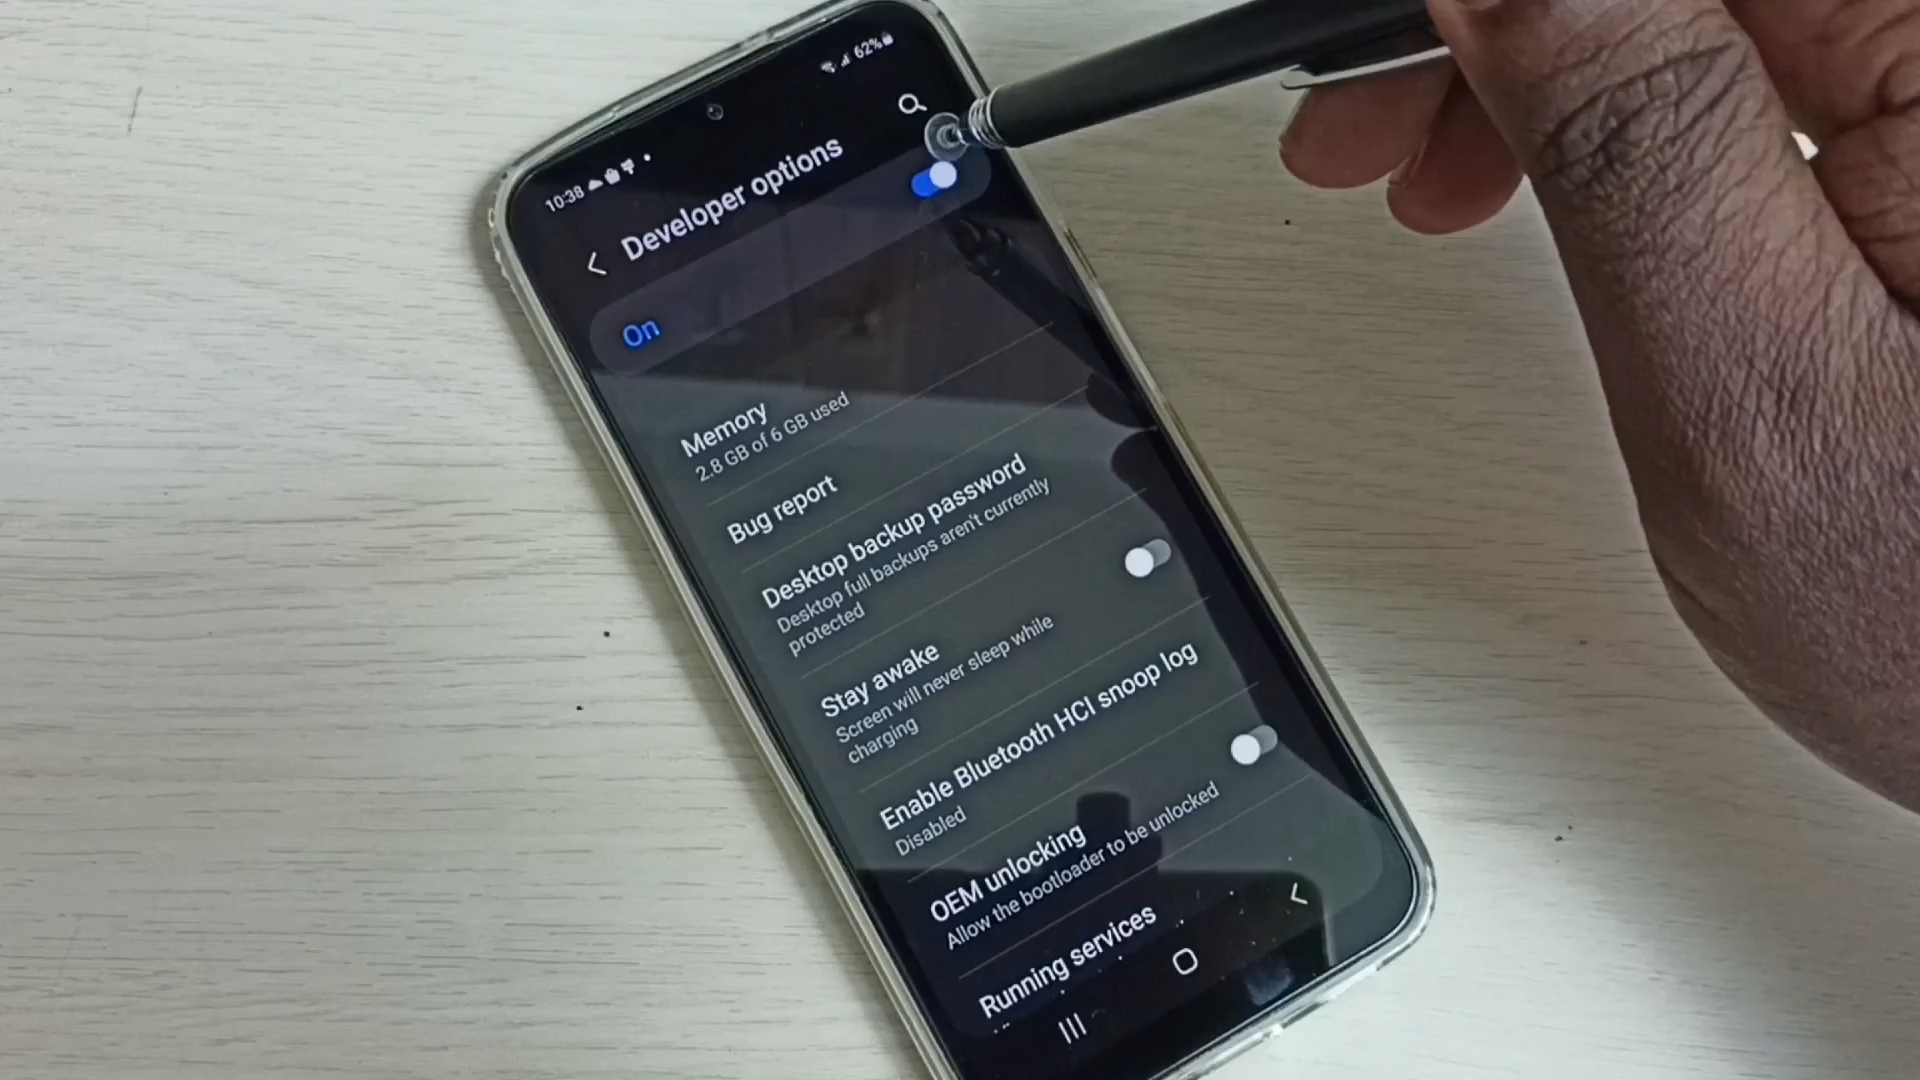 10:38
62%
Developer options
On
Memory
2.8 GB of 6 GB used
Bug report
Desktop backup password
Desktop full backups aren't currently
protected
Stay awake
Screen will never sleep while
charging
Enable Bluetooth HCI snoop log
Disabled
OEM unlocking
Allow the bootloader to be unlocked
Running services